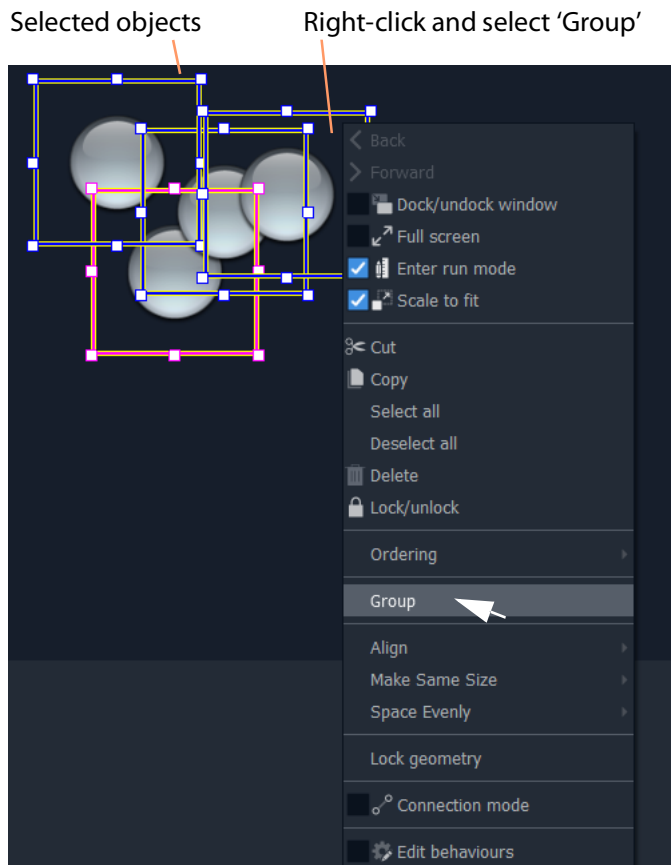 Selected objects
Right-click and select ‘Group’
Back
Forward
Dock/undock window
Full screen
Enter run mode
Scale to fit
Cut
Copy
Select all
Deselect all
Delete
Lock/unlock
Ordering
Group
Align
Make Same Size
Space Evenly
Lock geometry
Connection mode
Edit behaviours